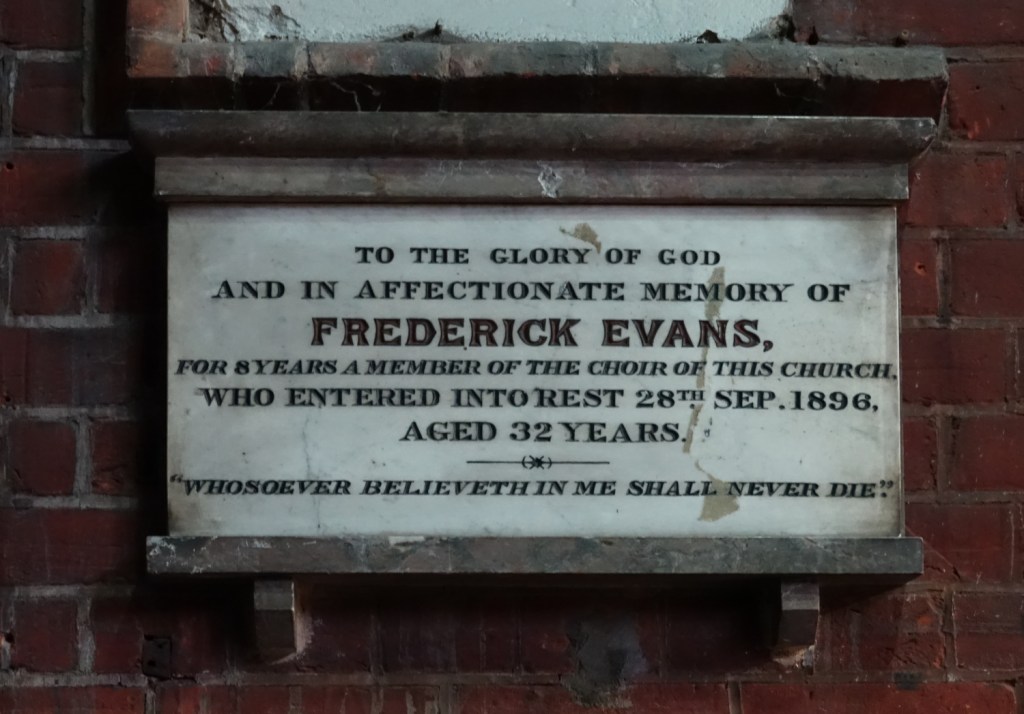 TO THE GLORY OF GOD
AND IN AFFECTIONATE MEMORY OF
FREDERICK EVANS,
FOR 8 YEARS A MEMBER OF THE CHOIR OF THIS CHURCH.
WHO ENTERED INTO REST 28TH SEP. 1896,
AGED 32 YEARS.
"WHOSOEVER BELIEVETH IN ME SHALL NEVER DIE."